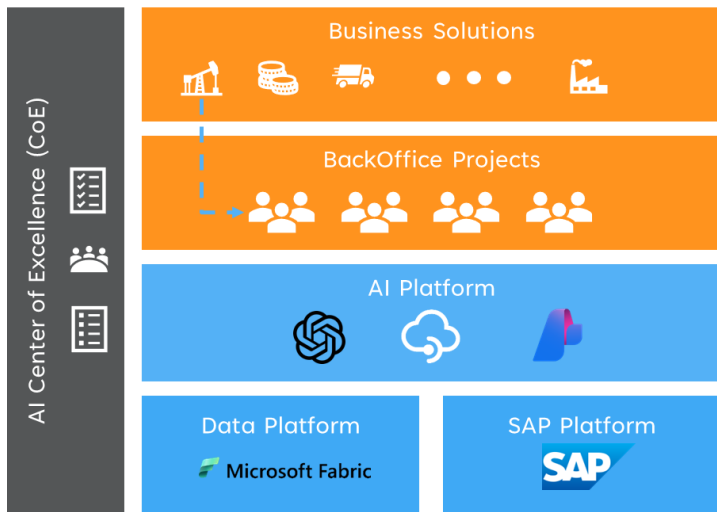 AI Center of Excellence (CoE)
Business Solutions
BackOffice Projects
AI Platform
Data Platform
Microsoft Fabric
SAP Platform
SAP